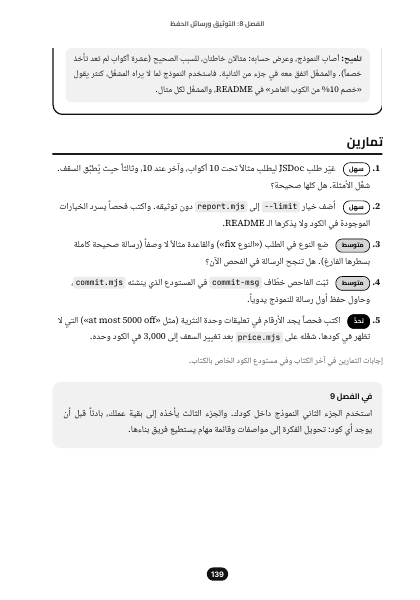 الفصل 8: التوثيق ورسائل الحفظ
تلميح: أصاب النموذج، وعرض حسابه: مثالان خاطئان، للسبب الصحيح (عشرة أكواب لم تعد تأخذ
خصماً). والمشغّل اتفق معه في جزء من الثانية. فاستخدم النموذج لما لا يراه المشغّل، كنثر يقول
«خصم 10% من الكوب العاشر» في README، والمشغّل لكل مثال.
تمارين
1. سهل غيّر طلب JSDoc ليطلب مثالاً تحت 10 أكواب، وآخر عند 10، وثالثاً حيث يُطبَّق السقف.
شغّل الأمثلة. هل كلها صحيحة؟
2. سهل أضف خيار --limit إلى report.mjs دون توثيقه. واكتب فحصاً يسرد الخيارات
الموجودة في الكود ولا يذكرها الـ README.
3. متوسط ضع النوع في الطلب («النوع fix») والقاعدة مثالاً لا وصفاً (رسالة صحيحة كاملة
بسطرها الفارغ). هل تنجح الرسالة في الفحص الآن؟
4. متوسط ثبّت الفاحص خطّاف commit-msg في المستودع الذي ينشئه commit.mjs،
وحاول حفظ أول رسالة للنموذج يدوياً.
5. تحدٍّ اكتب فحصاً يجد الأرقام في تعليقات وحدة النثرية (مثل «at most 5000 off») التي لا
تظهر في كودها. شغّله على price.mjs بعد تغيير السقف إلى 3,000 في الكود وحده.
إجابات التمارين في آخر الكتاب وفي مستودع الكود الخاص بالكتاب.
في الفصل 9
استخدم الجزء الثاني النموذج داخل كودك. والجزء الثالث يأخذه إلى بقية عملك، بادئاً قبل أن
يوجد أي كود: تحويل الفكرة إلى مواصفات وقائمة مهام يستطيع فريق بناءها.
139